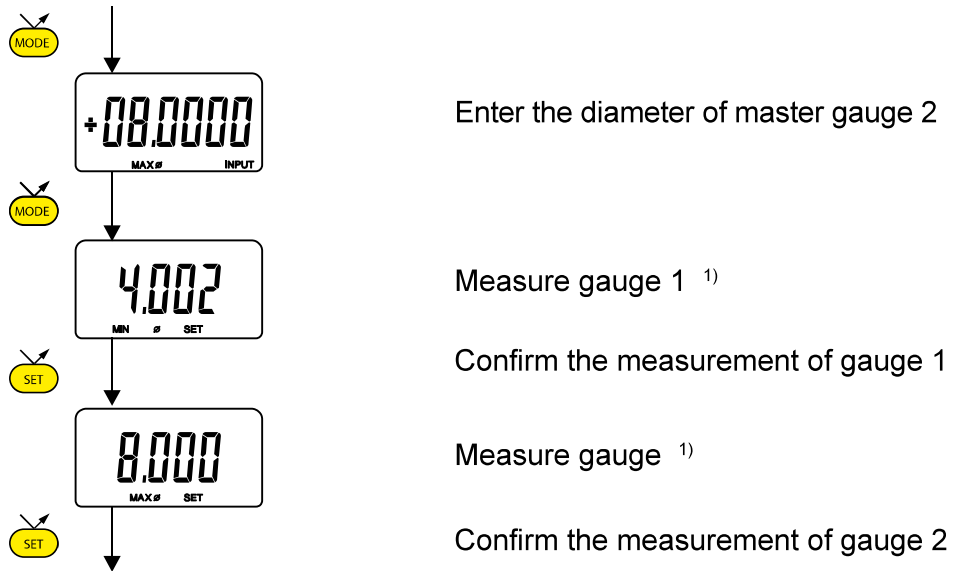 MODE
+08.0000
MAX ø INPUT
Enter the diameter of master gauge 2
MODE
4.002
MIN ø SET
Measure gauge 1 1)
SET
Confirm the measurement of gauge 1
8.000
MAX ø SET
Measure gauge 1)
SET
Confirm the measurement of gauge 2